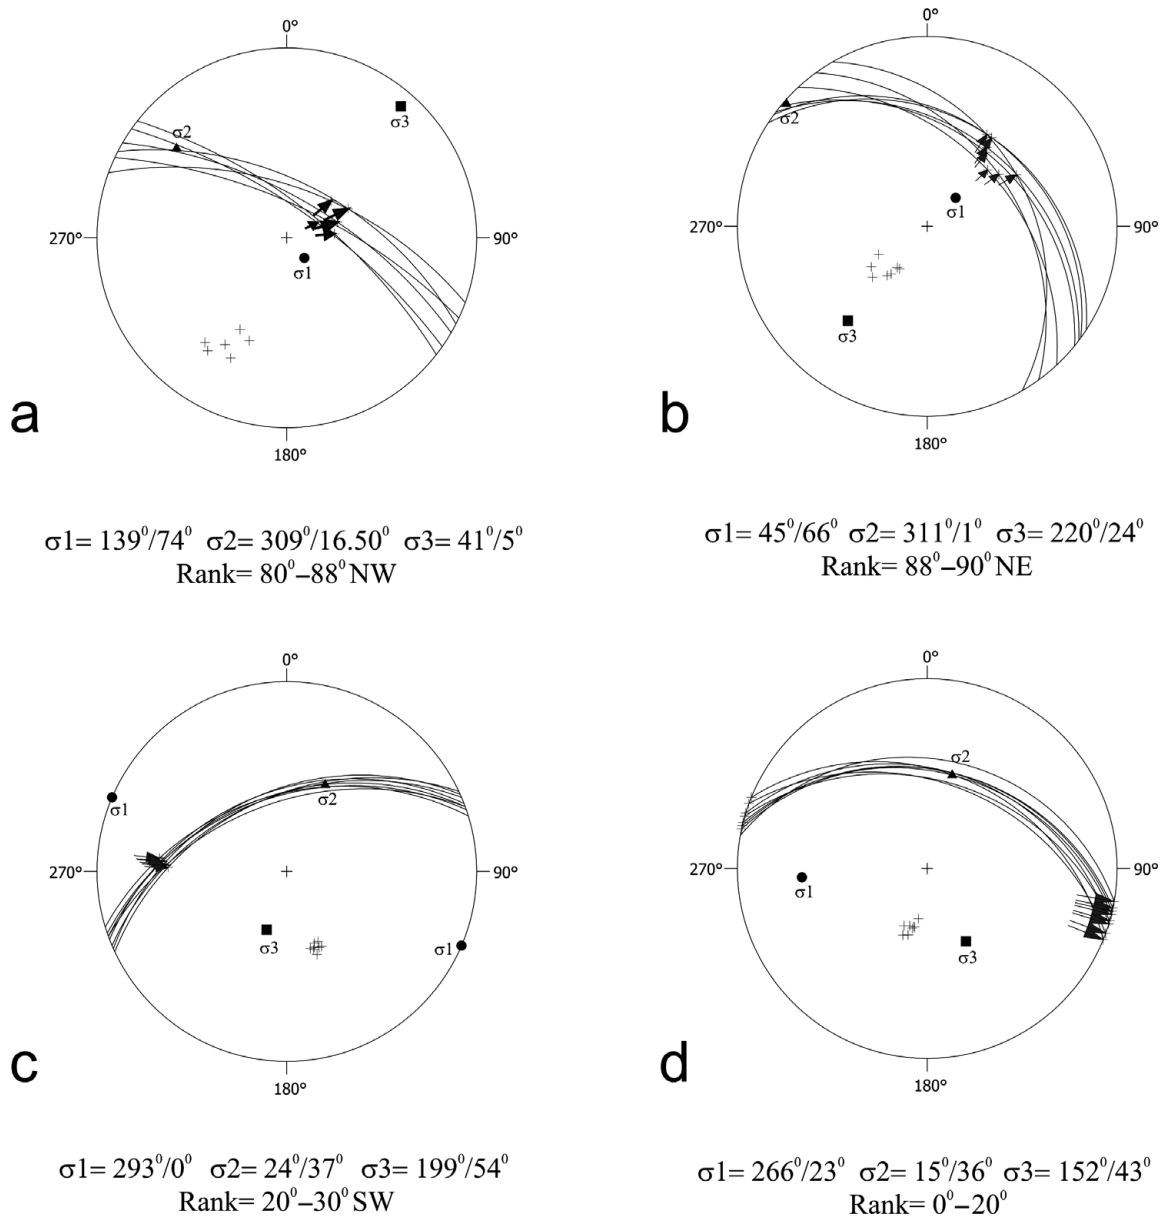 0°
0°
σ3
σ2
σ2
270°
90°
270°
90°
σ1
σ1
σ3
a
b
180°
180°
σ1= 139⁰/74⁰ σ2= 309⁰/16.50⁰ σ3= 41⁰/5⁰
Rank= 80⁰–88⁰ NW
σ1= 45⁰/66⁰ σ2= 311⁰/1⁰ σ3= 220⁰/24⁰
Rank= 88⁰–90⁰ NE
0°
0°
σ2
σ2
σ1
270°
90°
270°
90°
σ1
σ3
σ1
σ3
c
d
180°
180°
σ1= 293⁰/0⁰ σ2= 24⁰/37⁰ σ3= 199⁰/54⁰
Rank= 20⁰–30⁰ SW
σ1= 266⁰/23⁰ σ2= 15⁰/36⁰ σ3= 152⁰/43⁰
Rank= 0⁰–20⁰